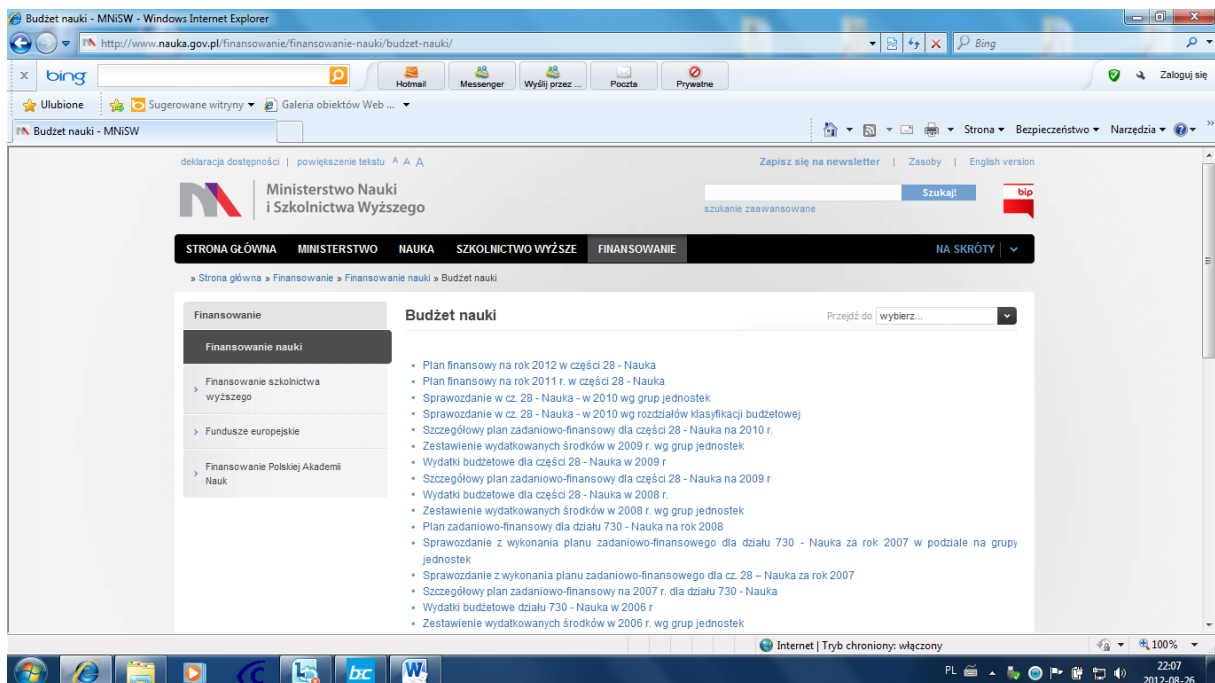 Budżet nauki - MNiSW - Windows Internet Explorer
http://www.nauka.gov.pl/finansowanie/finansowanie-nauki/budzet-nauki/
Bing
x bing Hotmail Messenger Wyślij przez ... Poczta Prywatne Zaloguj się
Ulubione Sugerowane witryny Galeria obiektów Web ...
Budżet nauki - MNiSW Strona Bezpieczeństwo Narzędzia
deklaracja dostępności | powiększenie tekstu A A A Zapisz się na newsletter | Zasoby | English version
Ministerstwo Nauki
i Szkolnictwa Wyższego
Szukaj! bip
szukanie zaawansowane
STRONA GŁÓWNA MINISTERSTWO NAUKA SZKOLNICTWO WYŻSZE FINANSOWANIE NA SKRÓTY
» Strona główna » Finansowanie » Finansowanie nauki » Budżet nauki
Finansowanie
Finansowanie nauki
Finansowanie szkolnictwa
wyższego
Fundusze europejskie
Finansowanie Polskiej Akademii
Nauk
Budżet nauki Przejdź do wybierz...
• Plan finansowy na rok 2012 w części 28 - Nauka
• Plan finansowy na rok 2011 r. w części 28 - Nauka
• Sprawozdanie w cz. 28 - Nauka - w 2010 wg grup jednostek
• Sprawozdanie w cz. 28 - Nauka - w 2010 wg rozdziałów klasyfikacji budżetowej
• Szczegółowy plan zadaniowo-finansowy dla części 28 - Nauka na 2010 r.
• Zestawienie wydatkowanych środków w 2009 r. wg grup jednostek
• Wydatki budżetowe dla części 28 - Nauka w 2009 r
• Szczegółowy plan zadaniowo-finansowy dla części 28 - Nauka na 2009 r
• Wydatki budżetowe dla części 28 - Nauka w 2008 r.
• Zestawienie wydatkowanych środków w 2008 r. wg grup jednostek
• Plan zadaniowo-finansowy dla działu 730 - Nauka na rok 2008
• Sprawozdanie z wykonania planu zadaniowo-finansowego dla działu 730 - Nauka za rok 2007 w podziale na grupy
jednostek
• Sprawozdanie z wykonania planu zadaniowo-finansowego dla cz. 28 – Nauka za rok 2007
• Szczegółowy plan zadaniowo-finansowy na 2007 r. dla działu 730 - Nauka
• Wydatki budżetowe działu 730 - Nauka w 2006 r
• Zestawienie wydatkowanych środków w 2006 r. wg grup jednostek
Internet | Tryb chroniony: włączony 100%
b:c W PL 22:07
2012-08-26